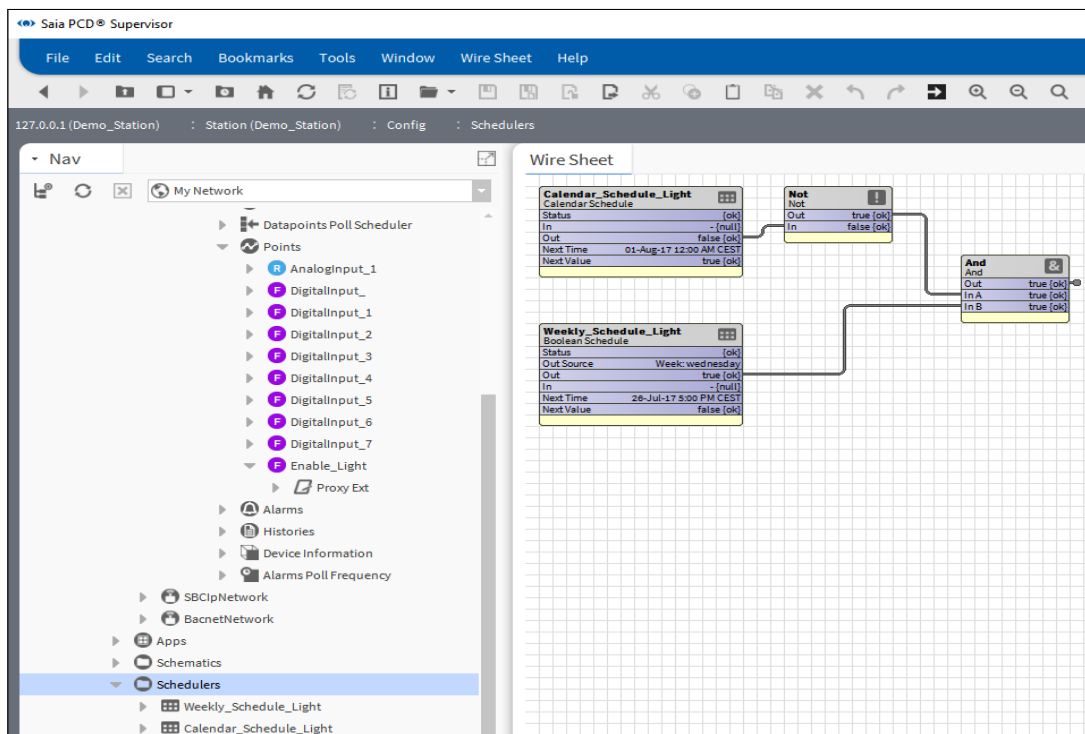 Saia PCD® Supervisor
File Edit Search Bookmarks Tools Window Wire Sheet Help
127.0.0.1 (Demo_Station) : Station (Demo_Station) : Config : Schedulers
Nav
My Network
Datapoints Poll Scheduler
Points
R AnalogInput_1
F DigitalInput_
F DigitalInput_1
F DigitalInput_2
F DigitalInput_3
F DigitalInput_4
F DigitalInput_5
F DigitalInput_6
F DigitalInput_7
F Enable_Light
Proxy Ext
Alarms
Histories
Device Information
Alarms Poll Frequency
SBCIpNetwork
BacnetNetwork
Apps
Schematics
Schedulers
Weekly_Schedule_Light
Calendar_Schedule_Light
Wire Sheet
Calendar_Schedule_Light
Calendar Schedule
Status {ok}
In - {null}
Out false {ok}
Next Time 01-Aug-17 12:00 AM CEST
Next Value true {ok}
Not
Not
Out true {ok}
In false {ok}
And &
And
Out true {ok}
In A true {ok}
In B true {ok}
Weekly_Schedule_Light
Boolean Schedule
Status {ok}
Out Source Week: wednesday
Out true {ok}
In - {null}
Next Time 26-Jul-17 5:00 PM CEST
Next Value false {ok}